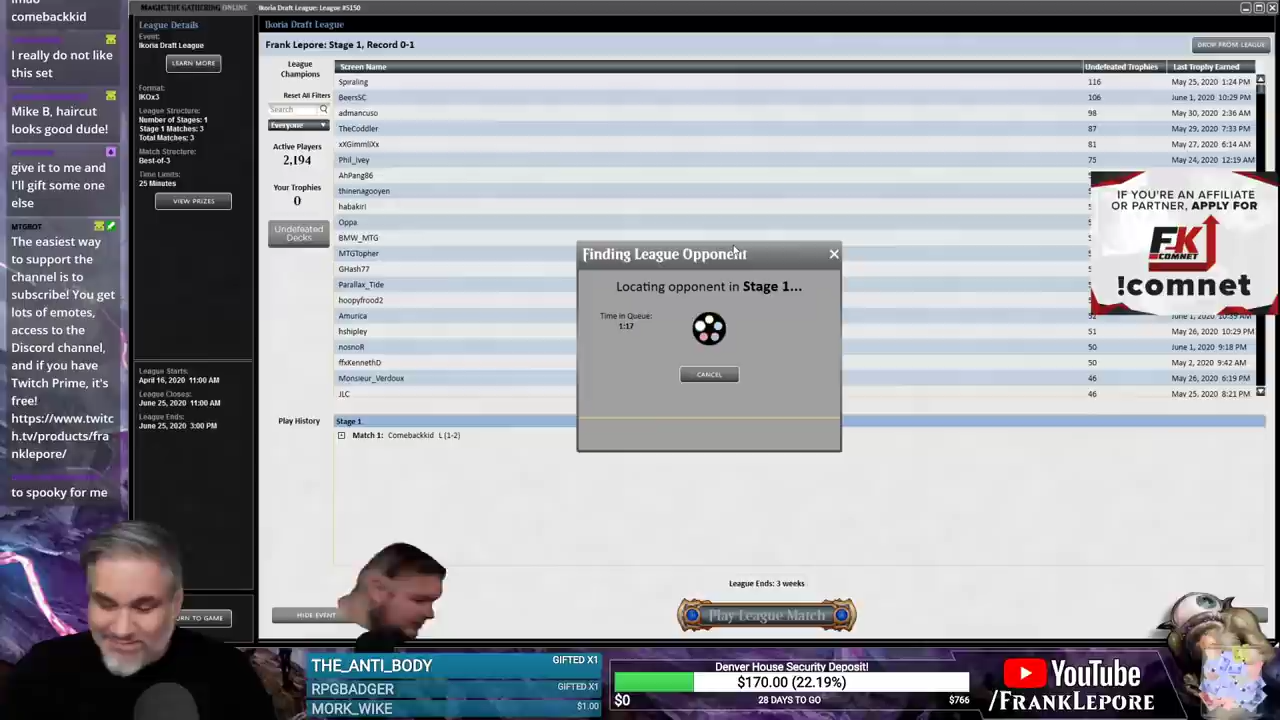 comebackkid
I really do not like
this set
Mike B, haircut
looks good dude!
give it to me and
I'll gift some one
else
MTGBOT
The easiest way
to support the
channel is to
subscribe! You get
lots of emotes,
access to the
Discord channel,
and if you have
Twitch Prime, it's
free!
https://www.twitc
h.tv/products/fra
nklepore/
to spooky for me
MAGIC THE GATHERING ONLINE
Ikoria Draft League: League #5150
League Details
Event:
Ikoria Draft League
LEARN MORE
Format:
IKOx3
League Structure:
Number of Stages: 1
Stage 1 Matches: 3
Total Matches: 3
Match Structure:
Best-of-3
Time Limits:
25 Minutes
VIEW PRIZES
League Starts:
April 16, 2020 11:00 AM
League Closes:
June 25, 2020 11:00 AM
League Ends:
June 25, 2020 3:00 PM
URN TO GAME
Ikoria Draft League
Frank Lepore: Stage 1, Record 0-1
DROP FROM LEAGUE
League
Champions
Reset All Filters
Search
Everyone
Active Players
2,194
Your Trophies
0
Undefeated
Decks
Screen Name Undefeated Trophies Last Trophy Earned
Spiraling 116 May 25, 2020 1:24 PM
BeersSC 106 June 1, 2020 10:29 PM
admancuso 98 May 30, 2020 2:36 AM
TheCoddler 87 May 29, 2020 7:33 PM
xXGimmliXx 81 May 27, 2020 6:14 AM
Phil_Ivey 75 May 24, 2020 12:19 AM
AhPang86
thinenagooyen
habakiri
Oppa
BMW_MTG
MTGTopher
GHash77
Parallax_Tide
hoopyfrood2
Amurica
hshipley 51 May 26, 2020 10:29 PM
nosnoR 50 June 1, 2020 9:18 PM
ffxKennethD 50 May 2, 2020 9:42 AM
Monsieur_Verdoux 46 May 26, 2020 6:19 PM
JLC 46 May 25, 2020 8:21 PM
Finding League Opponent
Locating opponent in Stage 1...
Time in Queue:
1:17
CANCEL
Play History
Stage 1
Match 1: Comebackkid L (1-2)
League Ends: 3 weeks
HIDE EVENT
Play League Match
IF YOU'RE AN AFFILIATE
OR PARTNER, APPLY FOR
COMNET
!comnet
THE_ANTI_BODY GIFTED X1
RPGBADGER GIFTED X1
MORK_WIKE $1.00
Denver House Security Deposit!
$170.00 (22.19%)
$0 28 DAYS TO GO $766
YouTube
/FRANKLEPORE